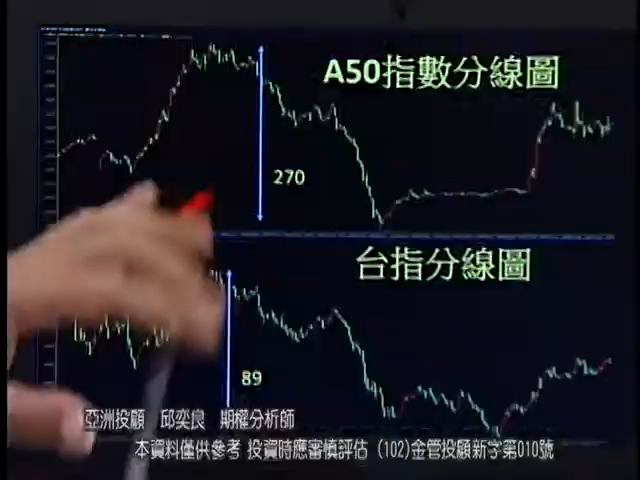 A50指數分線圖
270
台指分線圖
89
亞洲投顧 邱奕良 期權分析師
本資料僅供參考 投資時應審慎評估 (102)金管投顧新字第010號